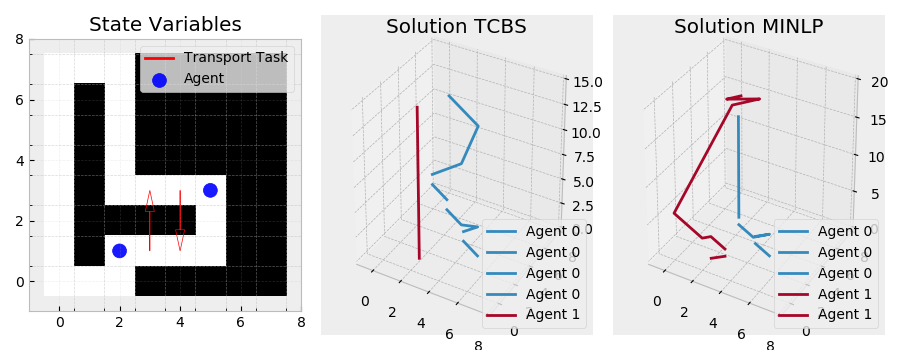 State Variables
Transport Task
Agent
8
6
4
2
0
0
2
4
6
8
Solution TCBS
15.0
12.5
10.0
7.5
5.0
2.5
0
2
4
6
8
0
Agent 0
Agent 0
Agent 0
Agent 0
Agent 1
Solution MINLP
20
15
10
5
0
2
4
6
8
0
Agent 0
Agent 0
Agent 0
Agent 1
Agent 1